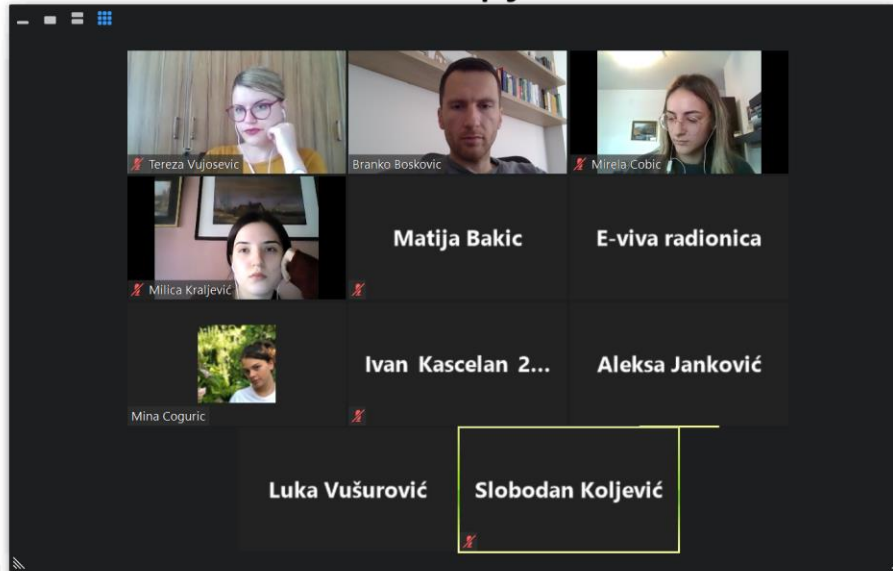 Tereza Vujosevic
Branko Boskovic
Mirela Cobic
Milica Kraljević
Matija Bakic
E-viva radionica
Mina Coguric
Ivan Kascelan 2...
Aleksa Janković
Luka Vušurović
Slobodan Koljević